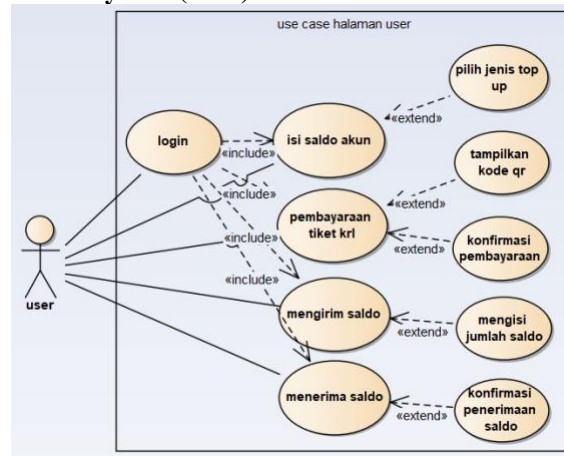 use case halaman user
pilih jenis top
up
«extend»
login
isi saldo akun
«include»
tampilkan
kode qr
«extend»
pembayaraan
tiket krl
«include»
konfirmasi
pembayaraan
«extend»
user
«include»
mengirim saldo
mengisi
jumlah saldo
«extend»
menerima saldo
konfirmasi
penerimaan
saldo
«extend»